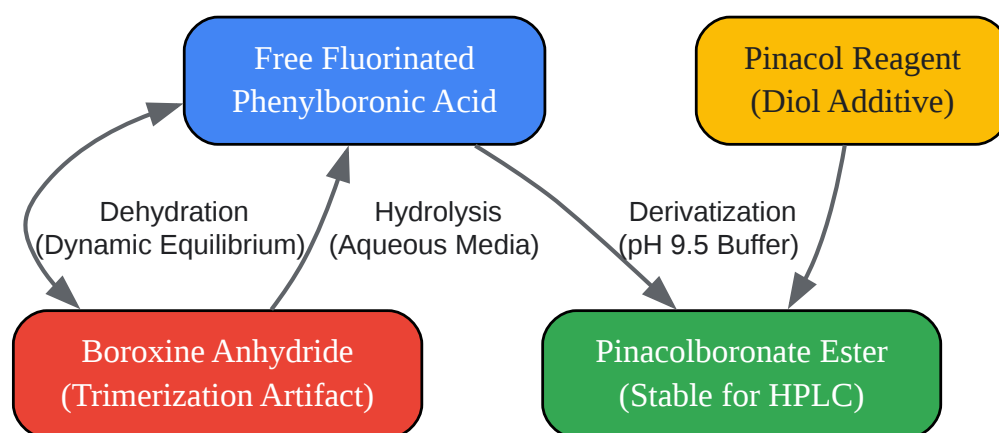 Free Fluorinated
Phenylboronic Acid
Pinacol Reagent
(Diol Additive)
Dehydration
(Dynamic Equilibrium)
Hydrolysis
(Aqueous Media)
Derivatization
(pH 9.5 Buffer)
Boroxine Anhydride
(Trimerization Artifact)
Pinacolboronate Ester
(Stable for HPLC)